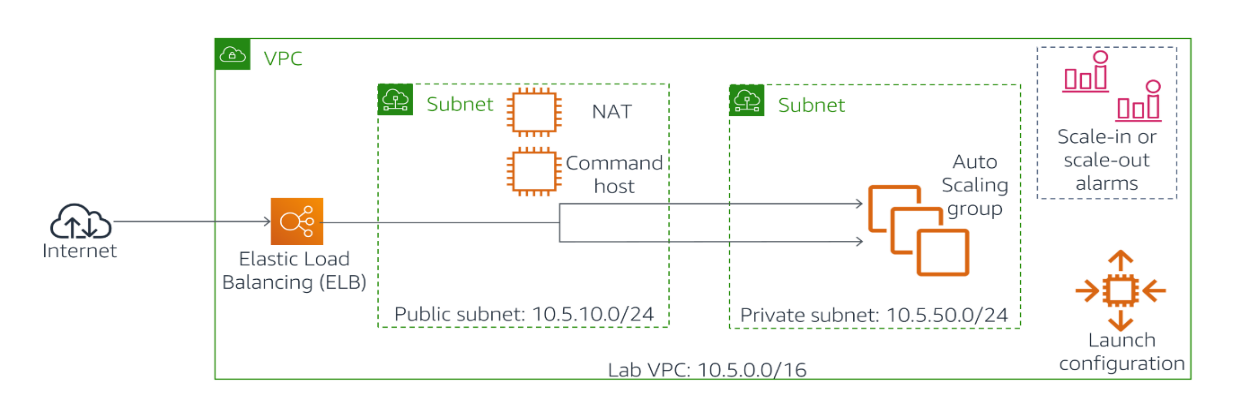 VPC
Subnet
NAT
Command
host
Public subnet: 10.5.10.0/24
Subnet
Auto
Scaling
group
Private subnet: 10.5.50.0/24
Scale-in or
scale-out
alarms
Internet
Elastic Load
Balancing (ELB)
Launch
configuration
Lab VPC: 10.5.0.0/16